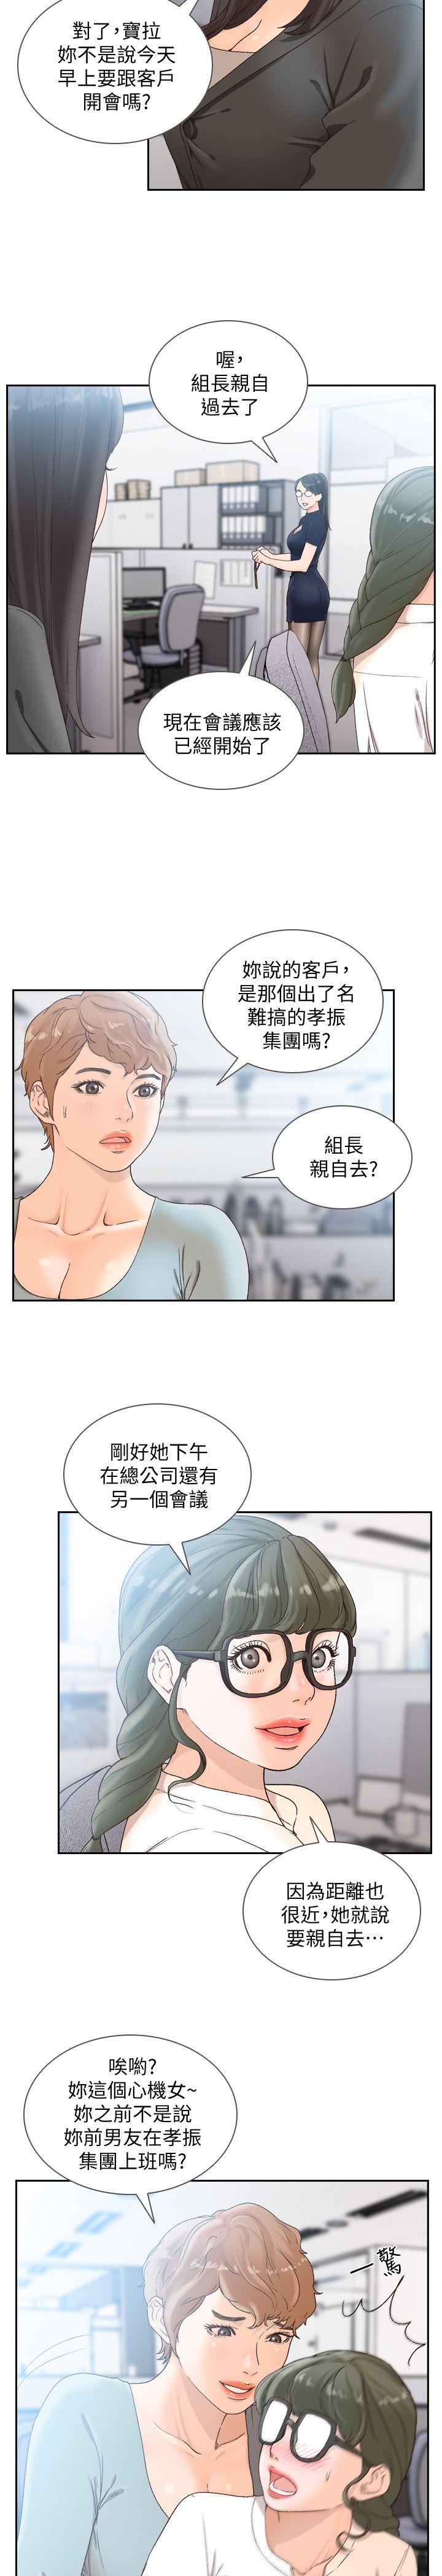 對了，寶拉
妳不是說今天
早上要跟客戶
開會嗎?
喔，
組長親自
過去了
現在會議應該
已經開始了
妳說的客戶，
是那個出了名
難搞的孝振
集團嗎?
組長
親自去?
剛好她下午
在總公司還有
另一個會議
因為距離也
很近，她就說
要親自去…
唉喲?
妳這個心機女~
妳之前不是說
妳前男友在孝振
集團上班嗎?
一驚